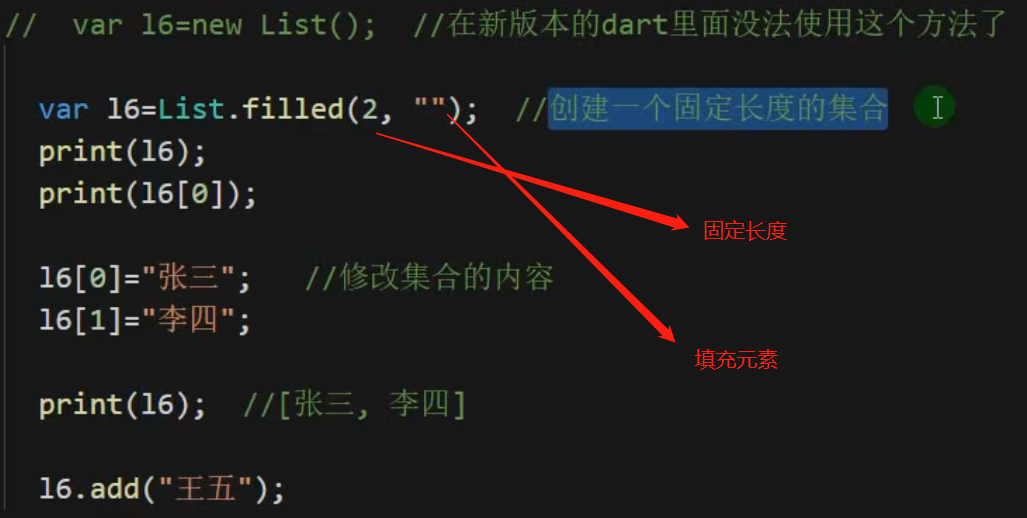 //  var l6=new List();  //在新版本的dart里面没法使用这个方法了
var l6=List.filled(2, "");  //创建一个固定长度的集合
print(l6);
print(l6[0]);
固定长度
l6[0]="张三";   //修改集合的内容
l6[1]="李四";
填充元素
print(l6);  //[张三, 李四]
l6.add("王五");